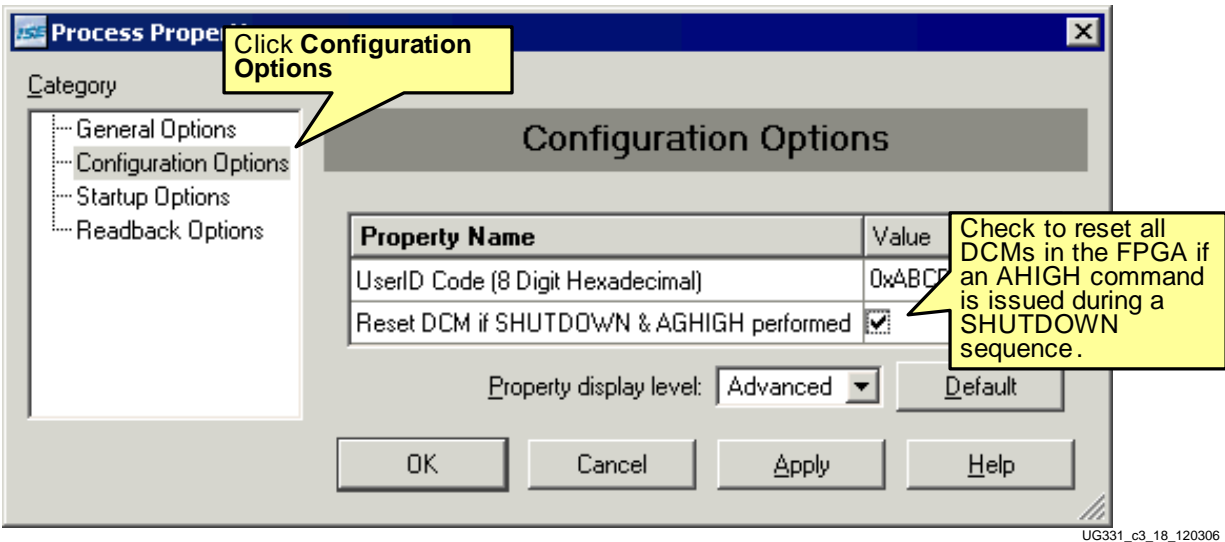 ISE Process Proper
Click Configuration
Options
Category
General Options
Configuration Options
Startup Options
Readback Options
Configuration Options
Property Name Value
UserID Code (8 Digit Hexadecimal) 0xABC
Reset DCM if SHUTDOWN & AGHIGH performed
Check to reset all
DCMs in the FPGA if
an AHIGH command
is issued during a
SHUTDOWN
sequence.
Property display level: Advanced Default
OK Cancel Apply Help
UG331_c3_18_120306